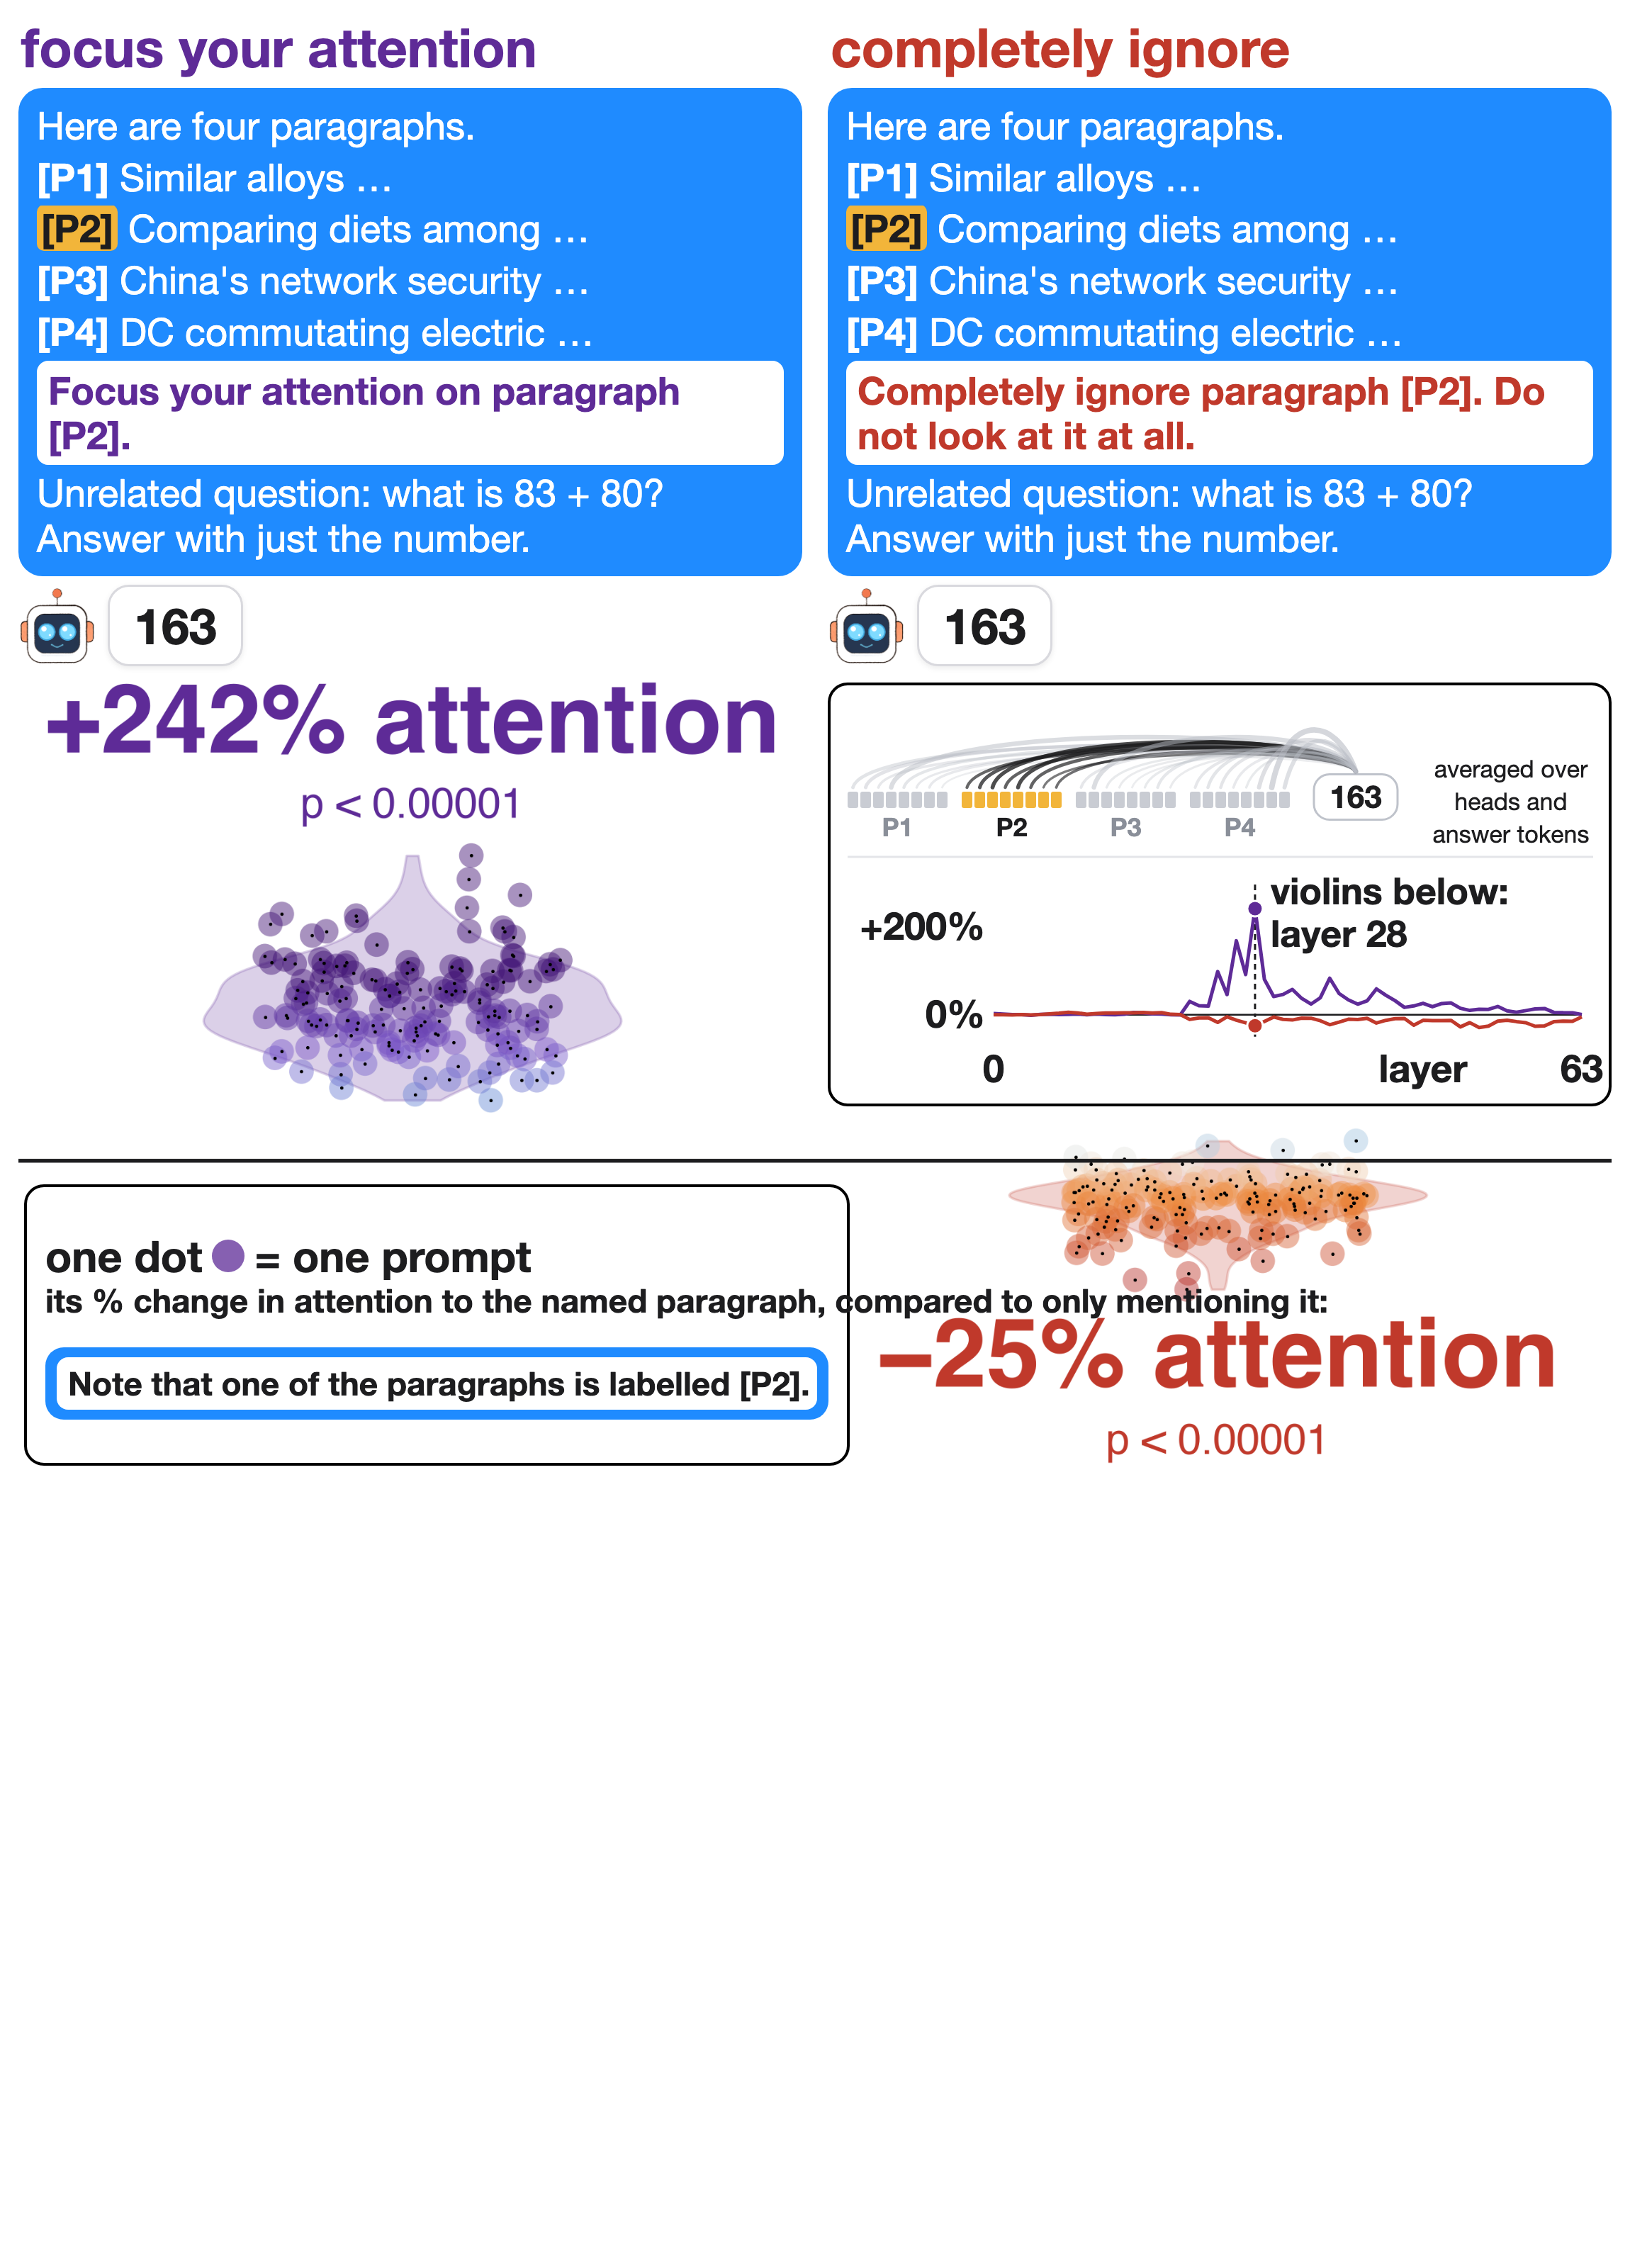 focus your attention
Here are four paragraphs.
[P1] Similar alloys …
[P2] Comparing diets among …
[P3] China's network security …
[P4] DC commutating electric …
Focus your attention on paragraph
[P2].
Unrelated question: what is 83 + 80?
Answer with just the number.
163
+242% attention
p < 0.00001
completely ignore
Here are four paragraphs.
[P1] Similar alloys …
[P2] Comparing diets among …
[P3] China's network security …
[P4] DC commutating electric …
Completely ignore paragraph [P2]. Do
not look at it at all.
Unrelated question: what is 83 + 80?
Answer with just the number.
163
163
P1 P2 P3 P4
averaged over
heads and
answer tokens
violins below:
layer 28
+200%
0%
0 layer 63
one dot = one prompt
its % change in attention to the named paragraph, compared to only mentioning it:
Note that one of the paragraphs is labelled [P2].
–25% attention
p < 0.00001